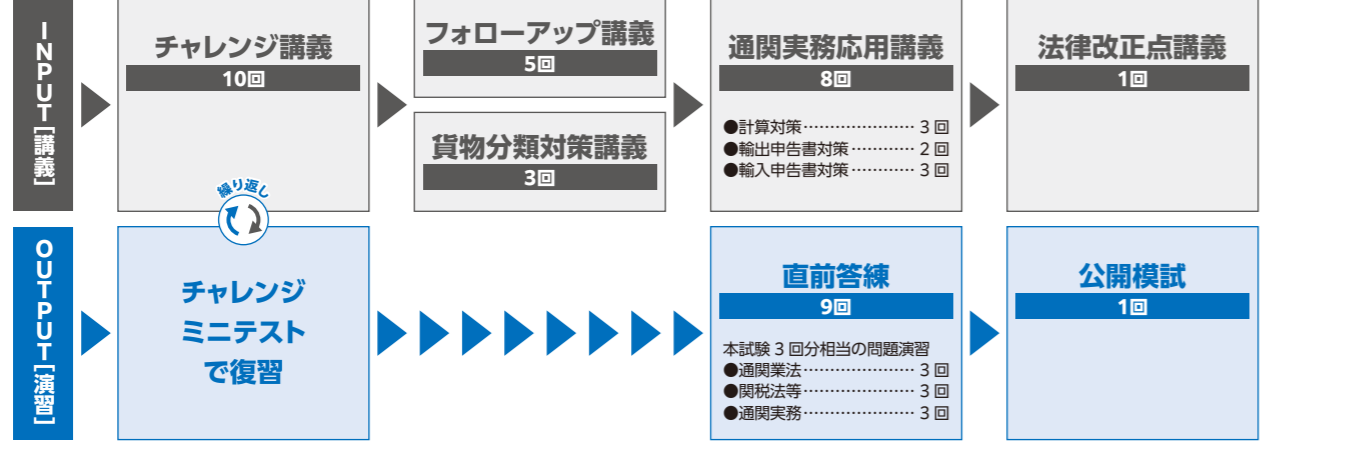 INPUT[講義]
チャレンジ講義
10回
フォローアップ講義
5回
貨物分類対策講義
3回
通関実務応用講義
8回
●計算対策………………… 3 回
●輸出申告書対策………… 2 回
●輸入申告書対策………… 3 回
法律改正点講義
1回
繰り返し
OUTPUT[演習]
チャレンジ
ミニテスト
で復習
直前答練
9回
本試験 3 回分相当の問題演習
●通関業法………………… 3 回
●関税法等………………… 3 回
●通関実務………………… 3 回
公開模試
1回